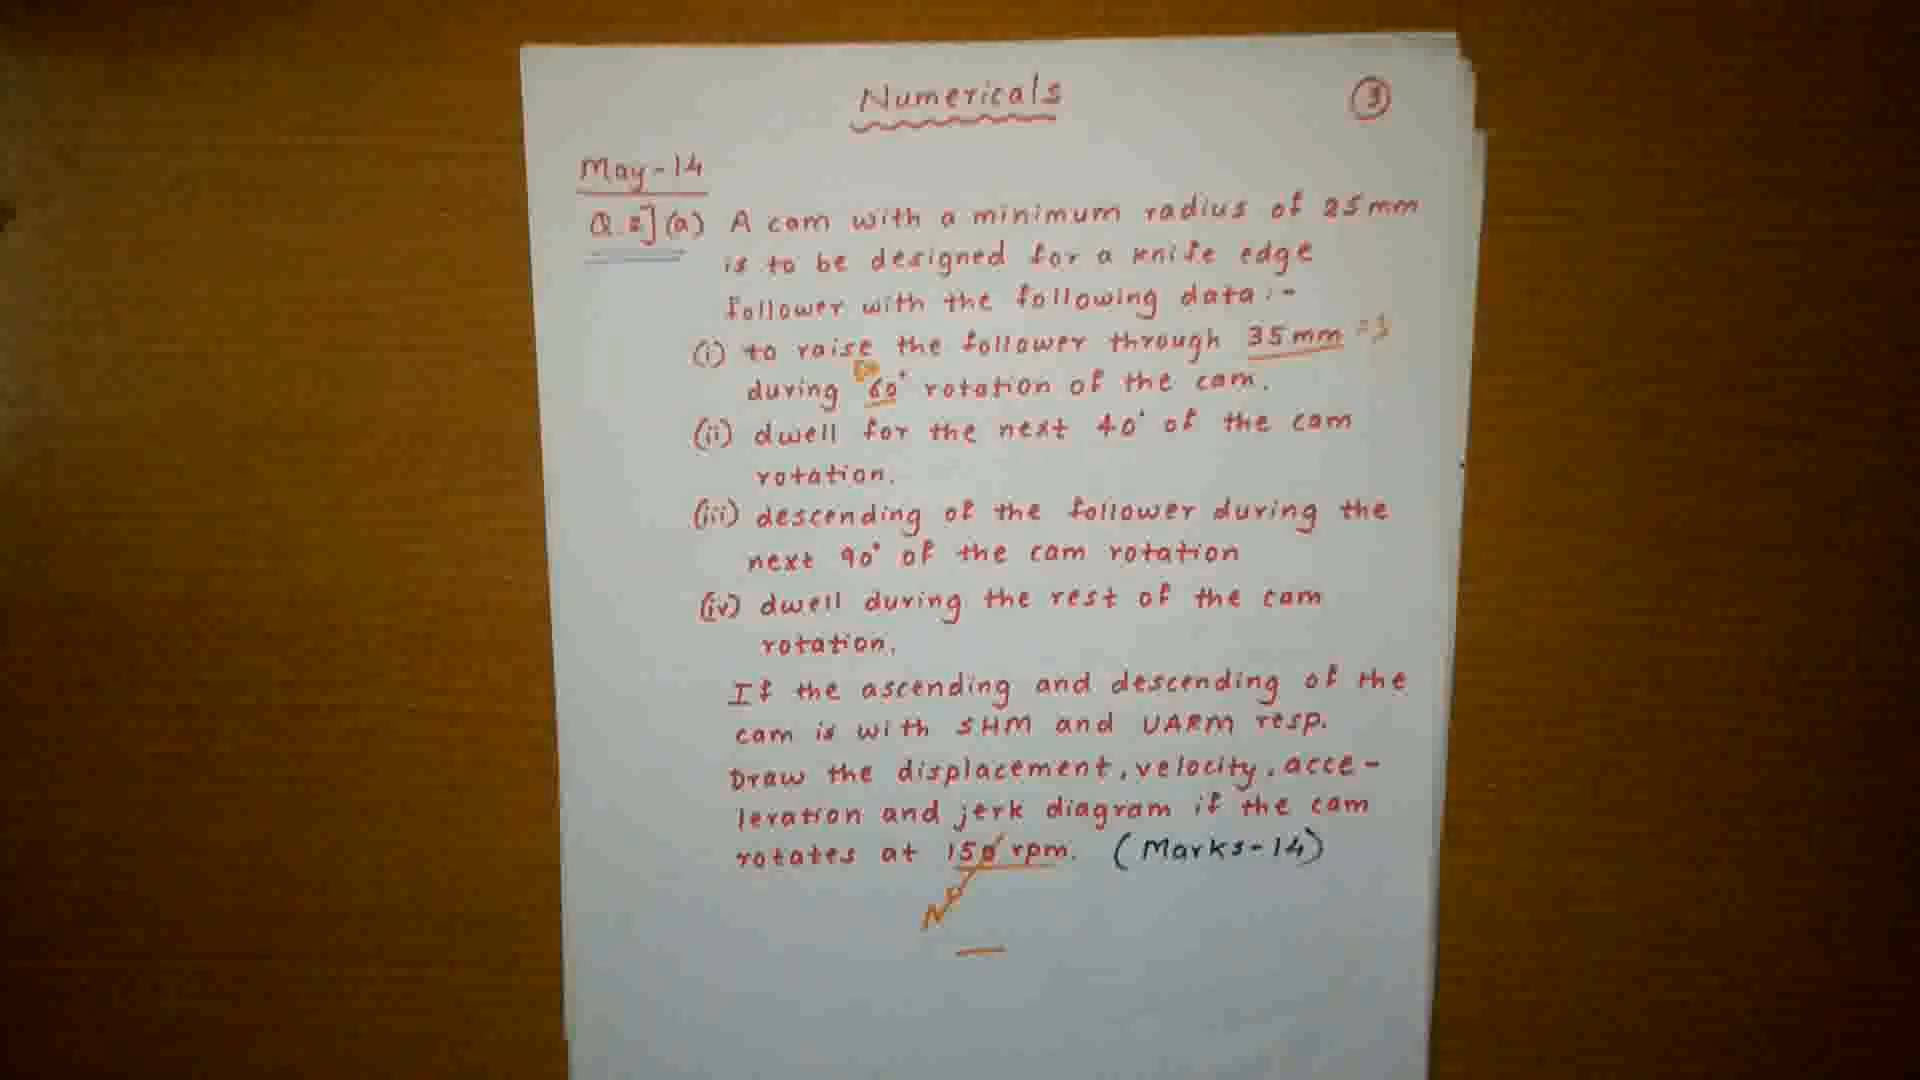 Numericals
3
May-14
(a) A cam with a minimum radius of 25mm
is to be designed for a knife edge
follower with the following data:-
(i) to raise the follower through 35mm
during 60° rotation of the cam.
(ii) dwell for the next 40° of the cam
rotation.
(iii) descending of the follower during the
next 90° of the cam rotation
(iv) dwell during the rest of the cam
rotation.
If the ascending and descending of the
cam is with SHM and UARM resp.
Draw the displacement, velocity, acce-
leration and jerk diagram if the cam
rotates at 150 rpm. (Marks-14)
N